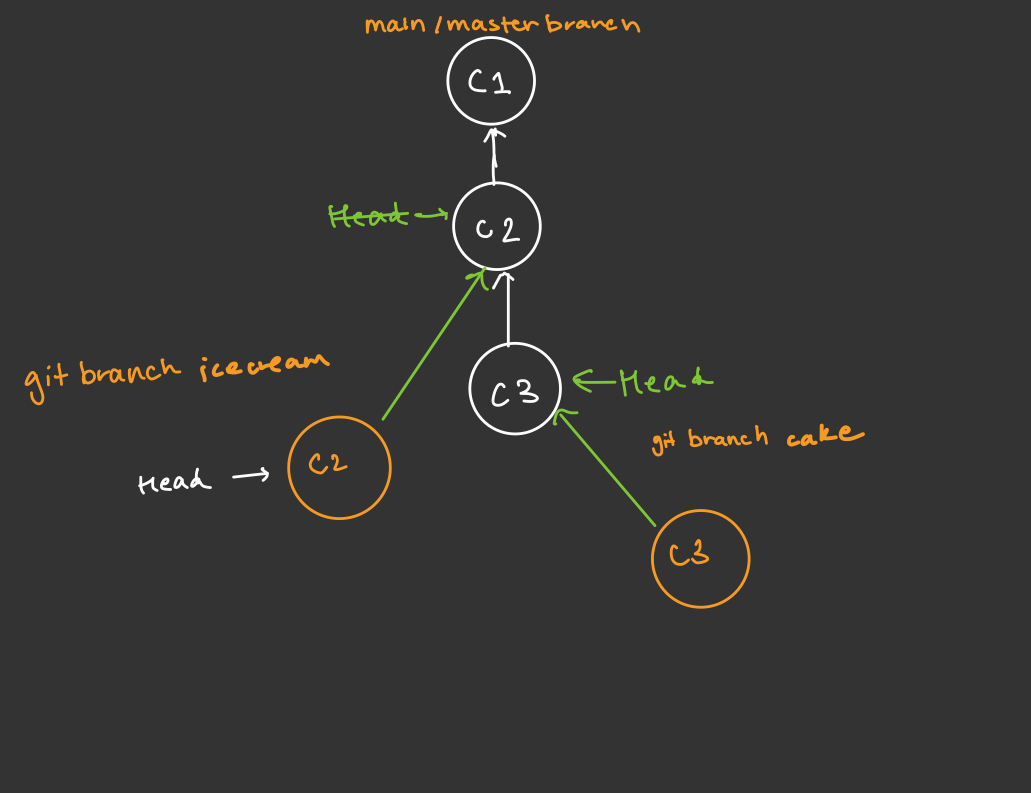 main/master branch
C1
Head
C2
git branch icecream
C3
Head
git branch cake
Head
C2
C3